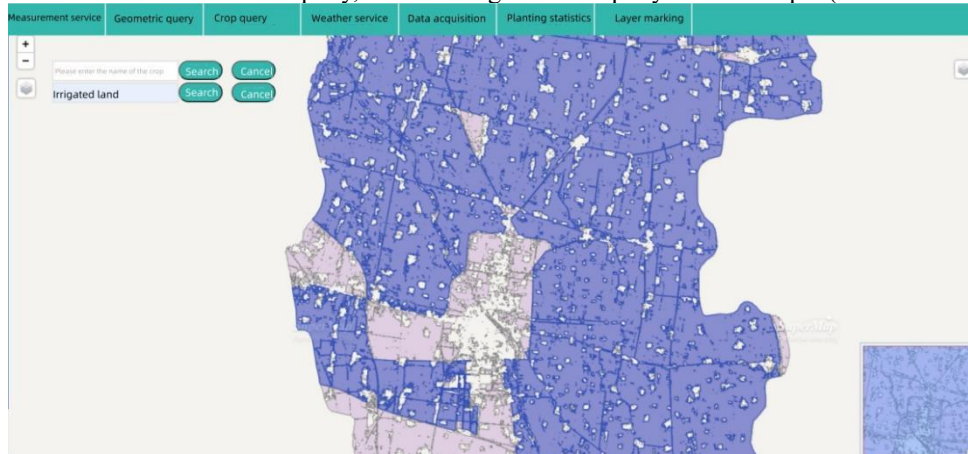 Measurement service Geometric query Crop query Weather service Data acquisition Planting statistics Layer marking
+
−
Please enter the name of the crop Search Cancel
Irrigated land Search Cancel
SuperMap